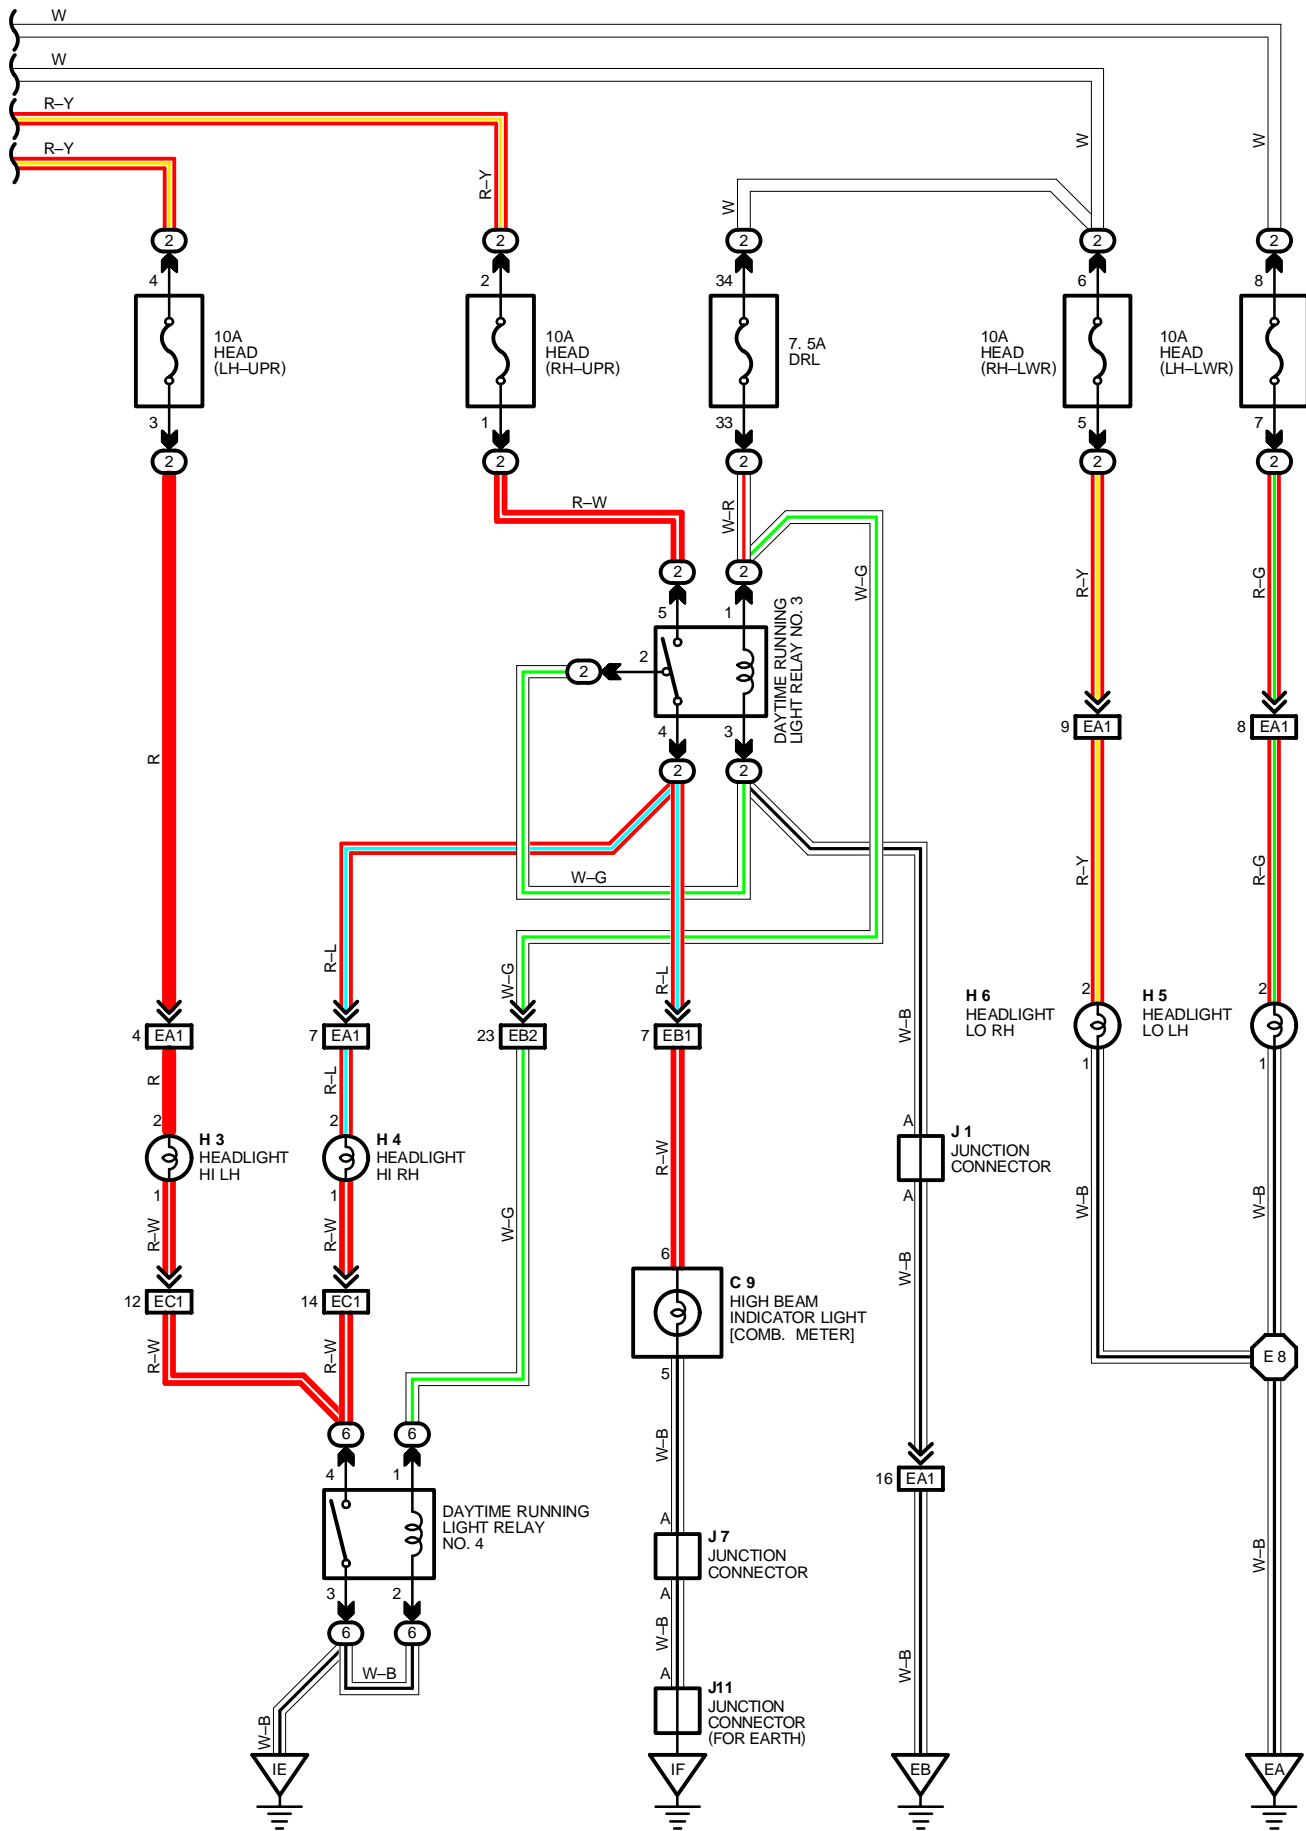 W
W
R–Y
R–Y
R–Y
W
W
W
2
2
2
2
2
4
2
34
6
8
10A
HEAD
(LH–UPR)
10A
HEAD
(RH–UPR)
7. 5A
DRL
10A
HEAD
(RH–LWR)
10A
HEAD
(LH–LWR)
3
1
33
5
7
2
2
2
2
2
R–W
W–R
W–G
R–Y
R–G
2
2
5
1
2
2
DAYTIME RUNNING
LIGHT RELAY NO. 3
4
3
2
2
9
EA1
8
EA1
R
W–G
R–Y
R–G
R–L
W–G
R–L
W–B
H 6
HEADLIGHT
LO RH
2
H 5
HEADLIGHT
LO LH
2
4
EA1
7
EA1
23
EB2
7
EB1
1
1
R
R–L
2
2
H 3
HEADLIGHT
HI LH
H 4
HEADLIGHT
HI RH
1
1
R–W
A
J 1
JUNCTION
CONNECTOR
A
R–W
R–W
W–G
W–B
W–B
W–B
12
EC1
14
EC1
6
C 9
HIGH BEAM
INDICATOR LIGHT
[COMB. METER]
5
R–W
R–W
E 8
6
6
4
1
W–B
16
EA1
DAYTIME RUNNING
LIGHT RELAY
NO. 4
A
J 7
JUNCTION
CONNECTOR
A
3
2
6
6
W–B
W–B
W–B
W–B
W–B
A
J11
JUNCTION
CONNECTOR
(FOR EARTH)
IE
IF
EB
EA